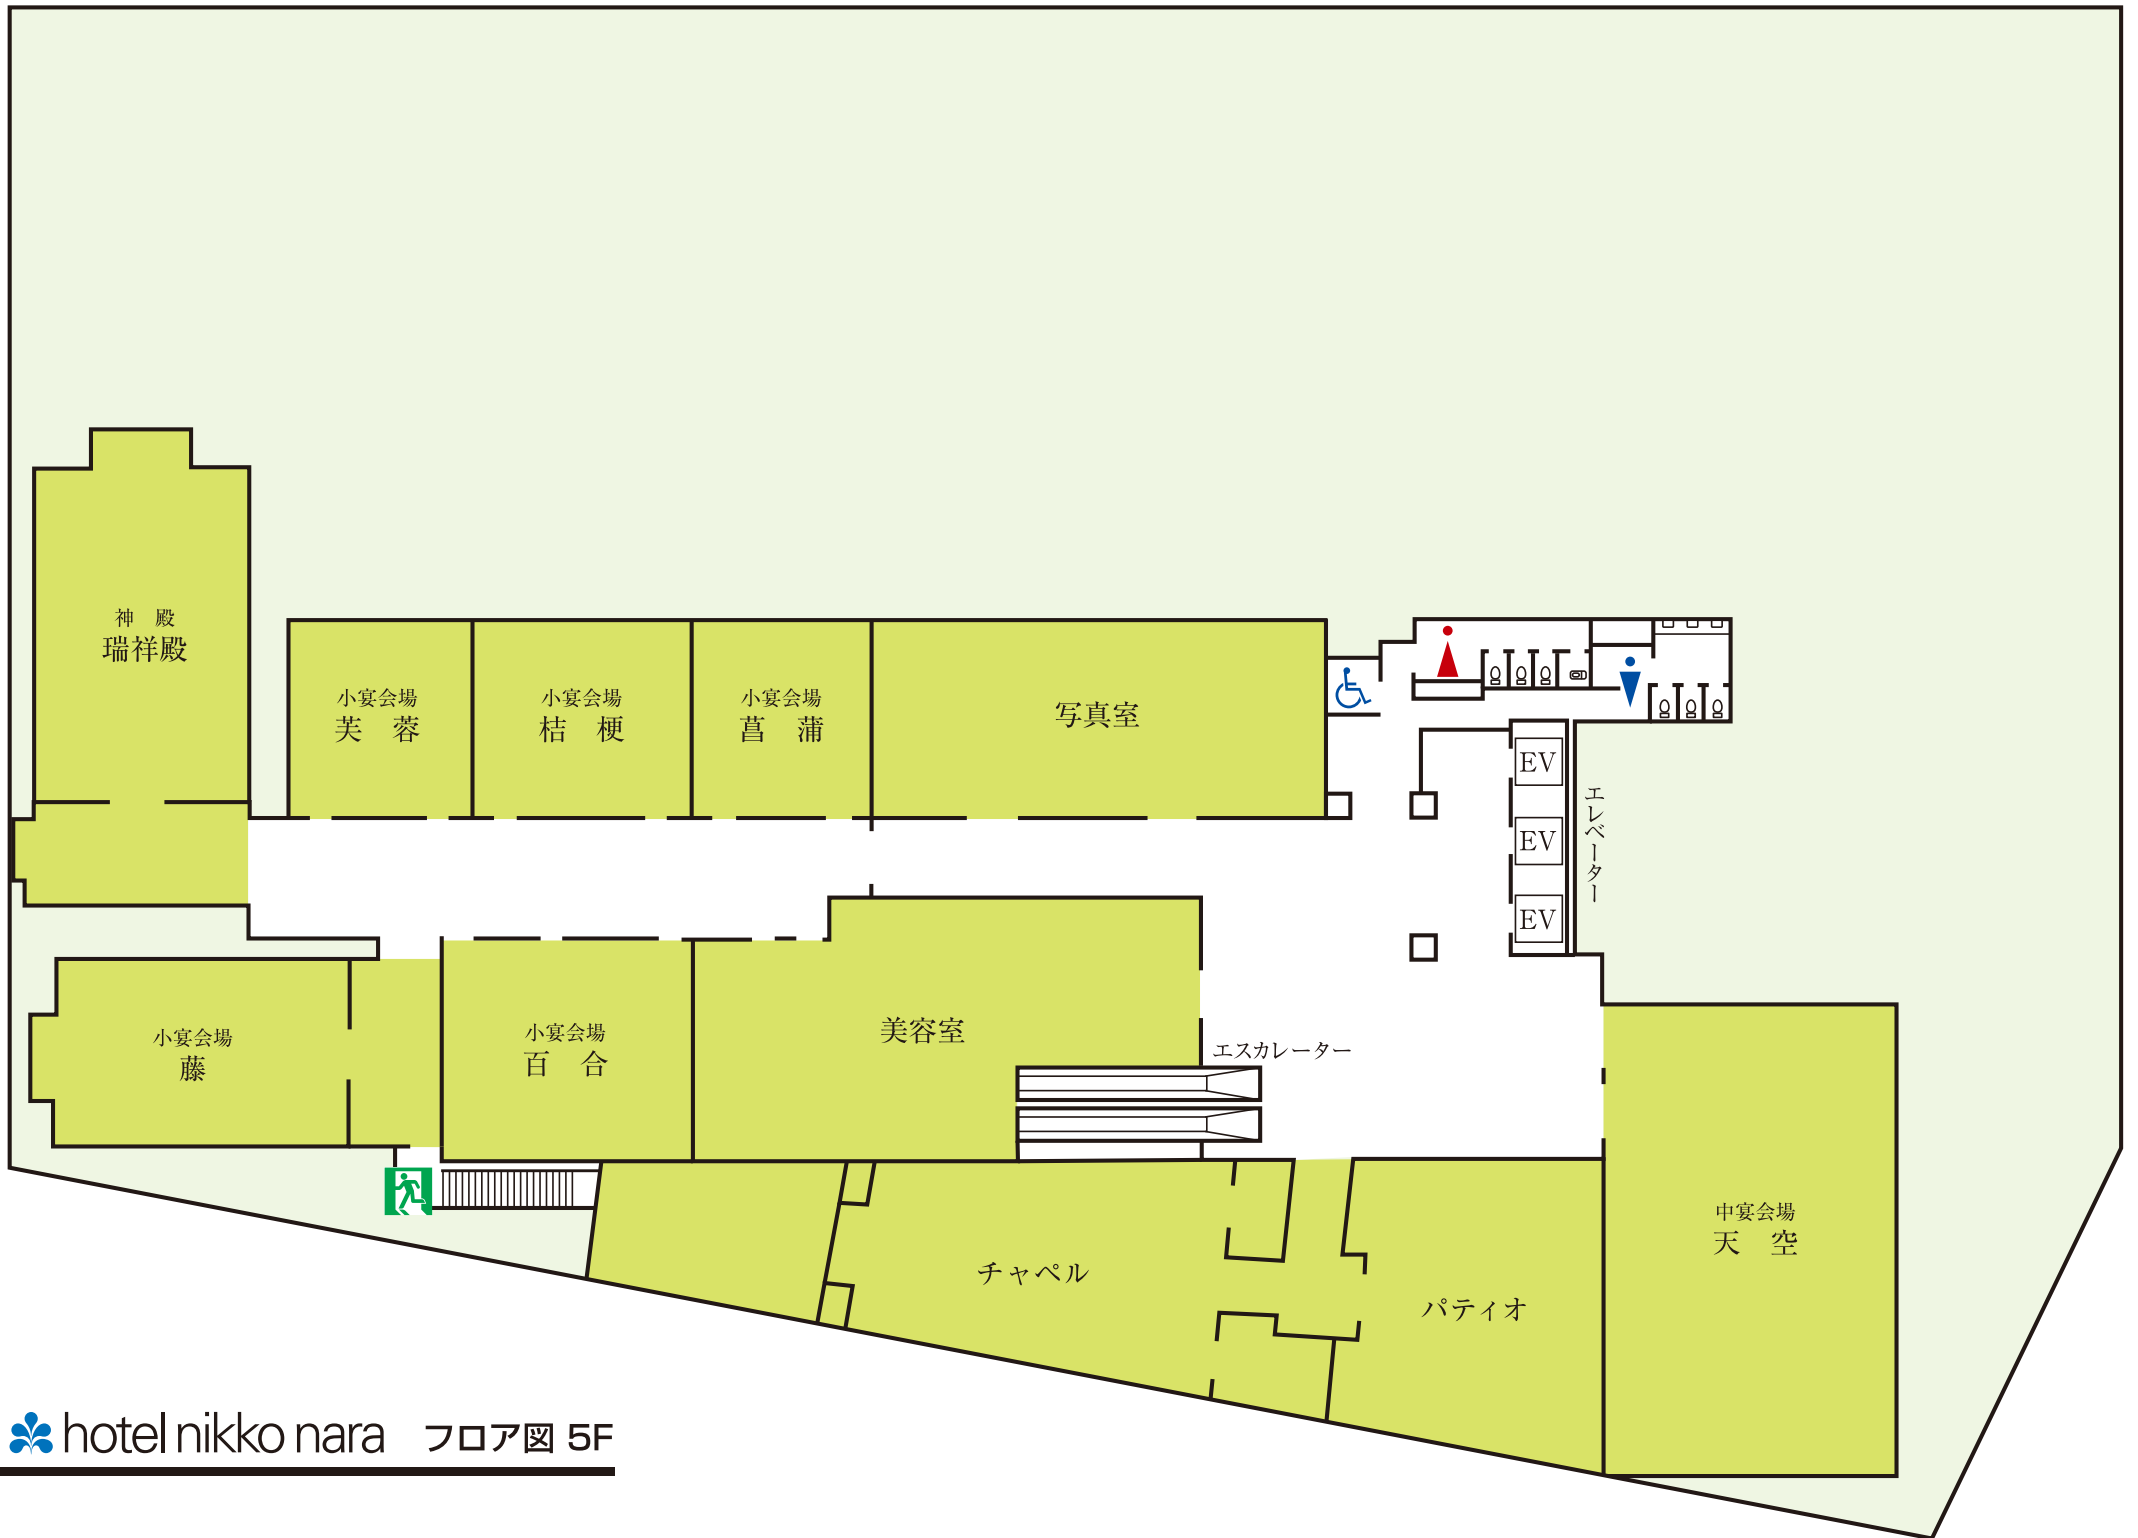 神 殿
瑞祥殿
小宴会場
芙 蓉
小宴会場
桔 梗
小宴会場
菖 蒲
写真室
EV
EV
EV
エレベーター
小宴会場
藤
小宴会場
百 合
美容室
エスカレーター
チャペル
パティオ
中宴会場
天 空
hotel nikko nara フロア図 5F